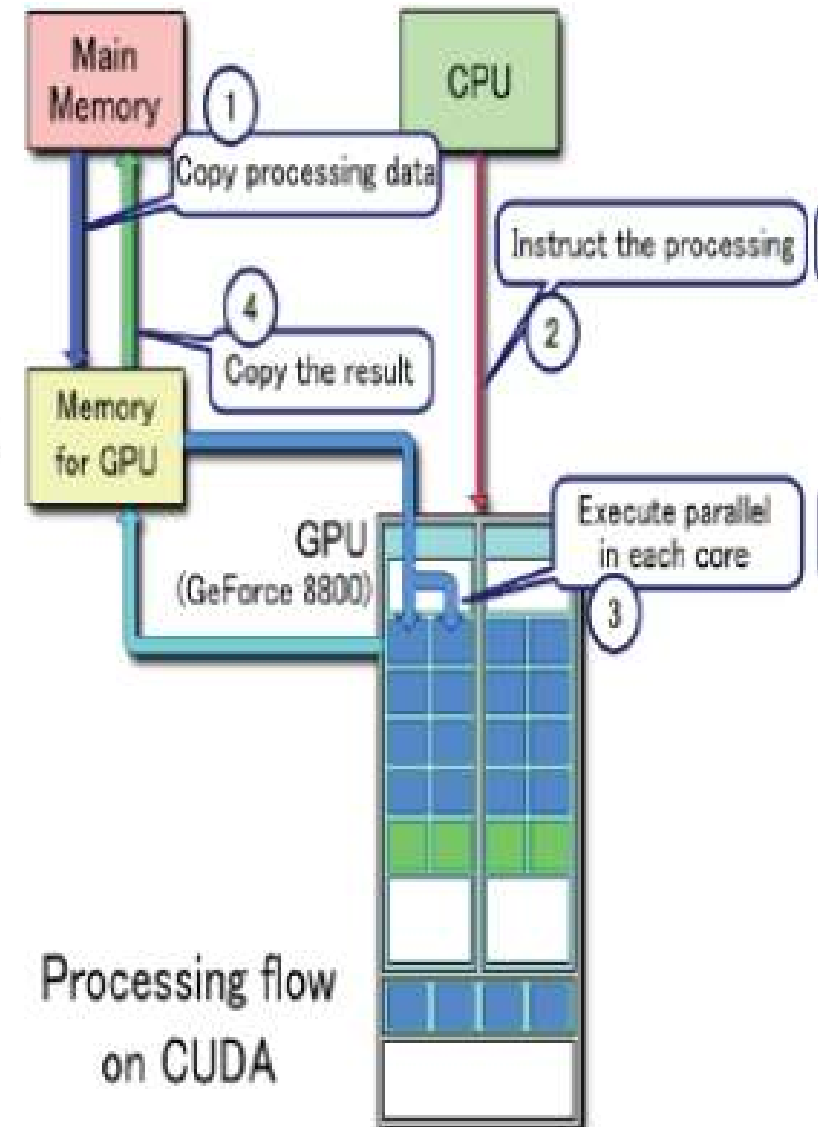 Main
Memory
CPU
1
Copy processing data
Instruct the processing
2
4
Copy the result
Memory
for GPU
GPU
(GeForce 8800)
Execute parallel
in each core
3
Processing flow
on CUDA